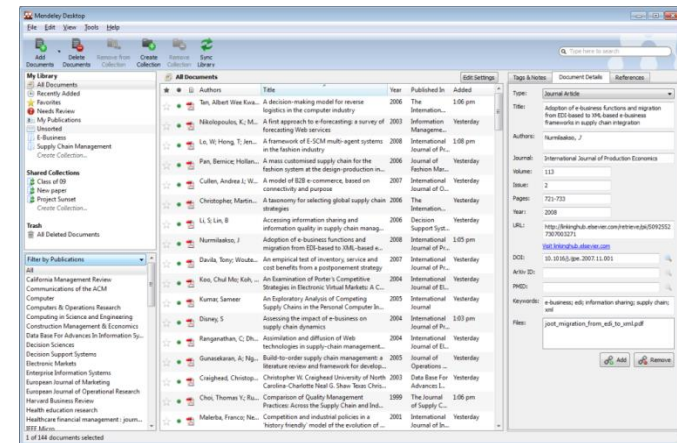 Mendeley Desktop
File Edit View Tools Help
Add Documents
Delete Documents
Remove from Collection
Create Collection
Remove Collection
Sync Library
Type here to search
My Library
All Documents
Recently Added
Favorites
Needs Review
My Publications
Unsorted
E-Business
Supply Chain Management
Create Collection...
Shared Collections
Class of 09
New paper
Project Sunset
Create Collection...
Trash
All Deleted Documents
Filter by Publications
All
California Management Review
Communications of the ACM
Computer
Computers & Operations Research
Computing in Science and Engineering
Construction Management & Economics
Data Base For Advances In Information Sy...
Decision Sciences
Decision Support Systems
Electronic Markets
Enterprise Information Systems
European Journal of Marketing
European Journal of Operational Research
Harvard Business Review
Health education research
Healthcare financial management : journ...
IEEE Micro
1 of 144 documents selected
All Documents
Edit Settings
Authors Title Year Published In Added
Tan, Albert Wee Kwa... A decision-making model for reverse 2006 The 1:06 pm
logistics in the computer industry Internation...
Nikolopoulos, K.; M... A first approach to e-forecasting: a survey of 2003 Information Yesterday
forecasting Web services Manageme...
Lo, W; Hong, T; Jen... A framework of E-SCM multi-agent systems 2008 International 1:08 pm
in the fashion industry Journal of Pr...
Pan, Bernice; Hollan... A mass customised supply chain for the 2006 Journal of Yesterday
fashion system at the design-production in... Fashion Mar...
Cullen, Andrea J.; W... A model of B2B e-commerce, based on 2007 International Yesterday
connectivity and purpose Journal of O...
Christopher, Martin... A taxonomy for selecting global supply chain 2006 The Yesterday
strategies Internation...
Li, S; Lin, B Accessing information sharing and 2006 Decision Yesterday
information quality in supply chain manag... Support Syst...
Nurmilaakso, J Adoption of e-business functions and 2008 International 1:05 pm
migration from EDI-based to XML-based e... Journal of Pr...
Davila, Tony; Wouta... An empirical test of inventory, service and 2007 International Yesterday
cost benefits from a postponement strategy Journal of Pr...
Koo, Chul Mo; Koh, ... An Examination of Porter's Competitive 2004 International Yesterday
Strategies in Electronic Virtual Markets: A C... Journal of El...
Kumar, Sameer An Exploratory Analysis of Competing 2005 International Yesterday
Supply Chains in the Personal Computer In... Journal
Disney, S Assessing the impact of e-business on 2004 International 1:03 pm
supply chain dynamics Journal of Pr...
Ranganathan, C; Dh... Assimilation and diffusion of Web 2004 International Yesterday
technologies in supply-chain management... Journal of El...
Gunasekaran, A; Ng... Build-to-order supply chain management: a 2005 Journal of Yesterday
literature review and framework for develop... Operations ...
Craighead, Christop... Christopher W. Craighead University of North 2003 Data Base For Yesterday
Carolina-Charlotte Neal G. Shaw Texas Chris... Advances I...
Choi, Thomas Y.; Ru... Comparison of Quality Management 1999 The Journal 1:06 pm
Practices: Across the Supply Chain and Ind... of Supply C...
Malerba, Franco; Ne... Competition and industrial policies in a 2001 International Yesterday
'history friendly' model of the evolution of ... Journal of In...
Tags & Notes Document Details References
Type: Journal Article
Title: Adoption of e-business functions and migration
from EDI-based to XML-based e-business
frameworks in supply chain integration
Authors: Nurmilaakso, J
Journal: International Journal of Production Economics
Volume: 113
Issue: 2
Pages: 721-733
Year: 2008
URL: http://linkinghub.elsevier.com/retrieve/pii/S092552
7307003271
Visit linkinghub.elsevier.com
DOI: 10.1016/j.ijpe.2007.11.001
ArXiv ID:
PMID:
Keywords: e-business; edi; information sharing; supply chain;
xml
Files: joot_migration_from_edi_to_xml.pdf
Add Remove